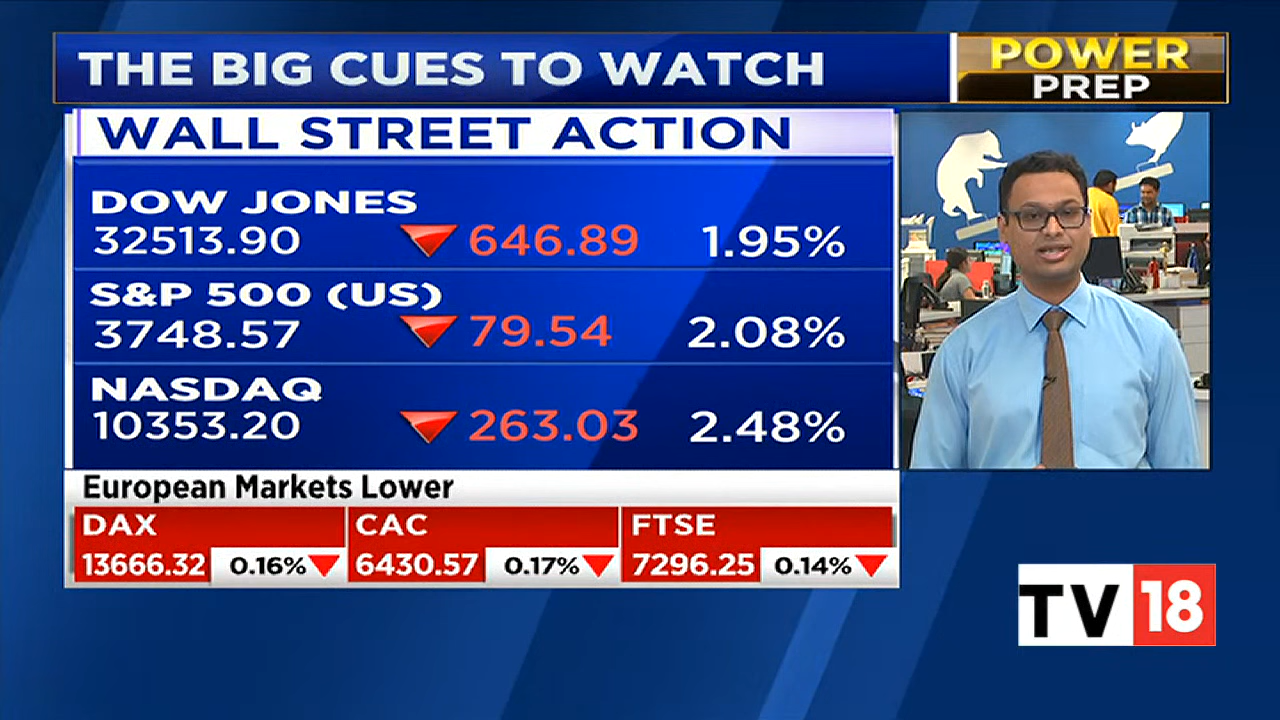 THE BIG CUES TO WATCH
POWER
PREP
WALL STREET ACTION
DOW JONES
32513.90 646.89 1.95%
S&P 500 (US)
3748.57 79.54 2.08%
NASDAQ
10353.20 263.03 2.48%
European Markets Lower
DAX CAC FTSE
13666.32 0.16% 6430.57 0.17% 7296.25 0.14%
TV18